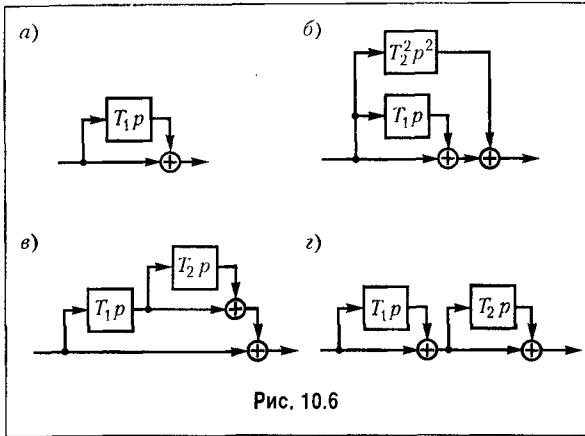 а)
T₁p
б)
T₂²p²
T₁p
в)
T₂p
T₁p
г)
T₁p
T₂p
Рис. 10.6